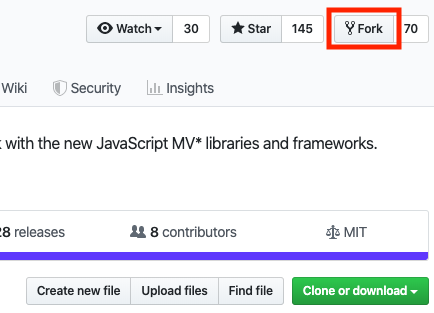 Watch 30 Star 145 Fork 70
Wiki Security Insights
with the new JavaScript MV* libraries and frameworks.
28 releases 8 contributors MIT
Create new file Upload files Find file Clone or download